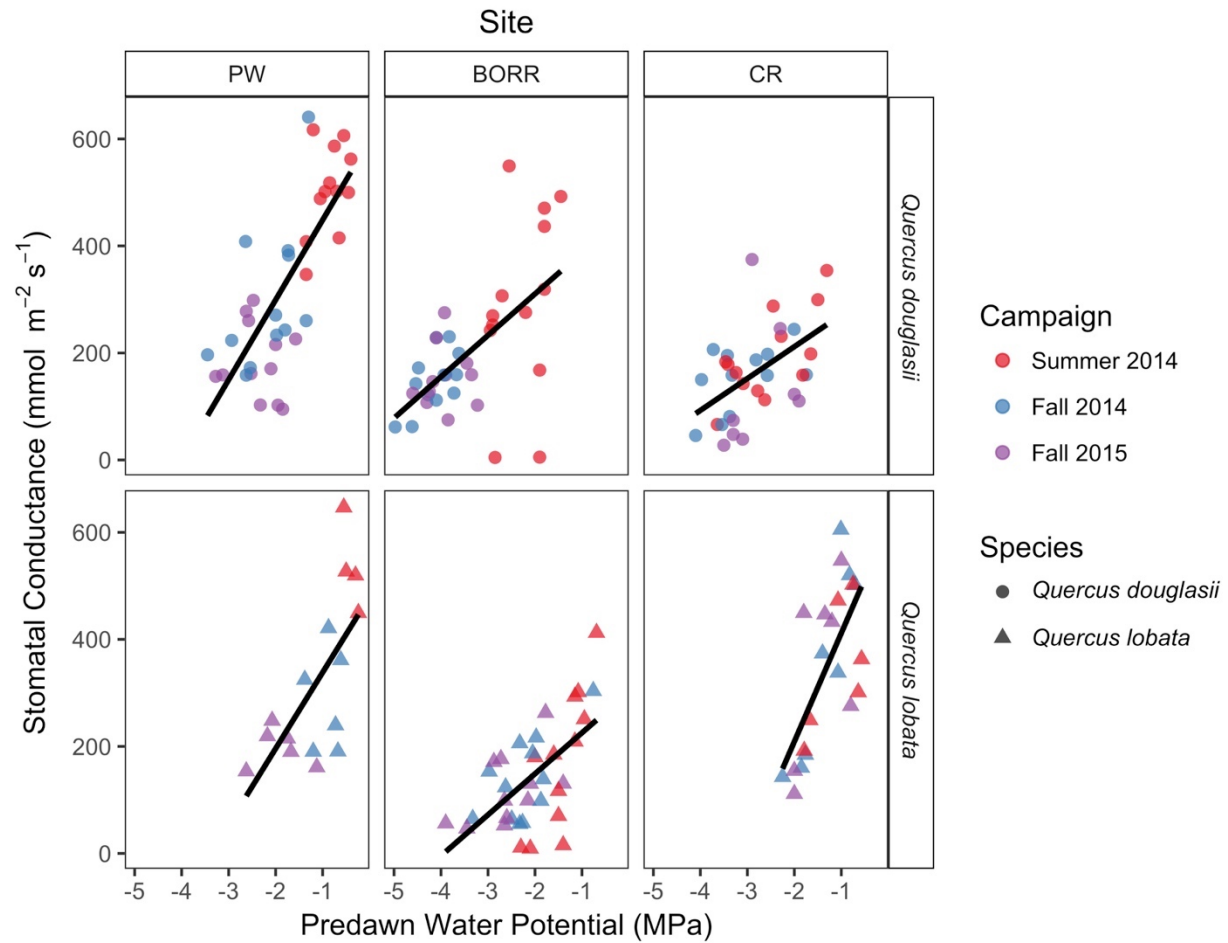 Site
PW BORR CR
Stomatal Conductance (mmol m⁻² s⁻¹)
600
400
200
0
Quercus douglasii
600
400
200
0
Quercus lobata
-5 -4 -3 -2 -1 -5 -4 -3 -2 -1 -5 -4 -3 -2 -1
Predawn Water Potential (MPa)
Campaign
Summer 2014
Fall 2014
Fall 2015
Species
Quercus douglasii
Quercus lobata